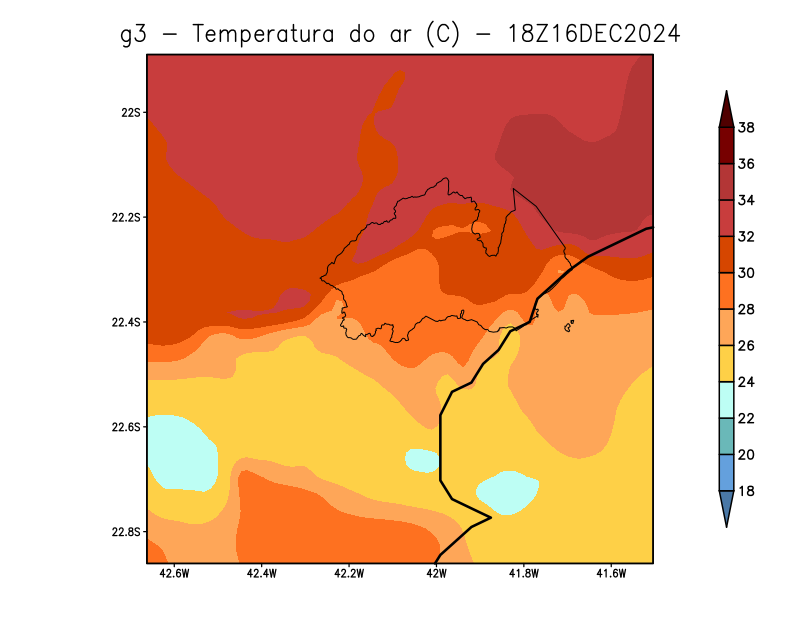 g3 - Temperatura do ar (C) - 18Z16DEC2024
22S
22.2S
22.4S
22.6S
22.8S
42.6W
42.4W
42.2W
42W
41.8W
41.6W
38
36
34
32
30
28
26
24
22
20
18